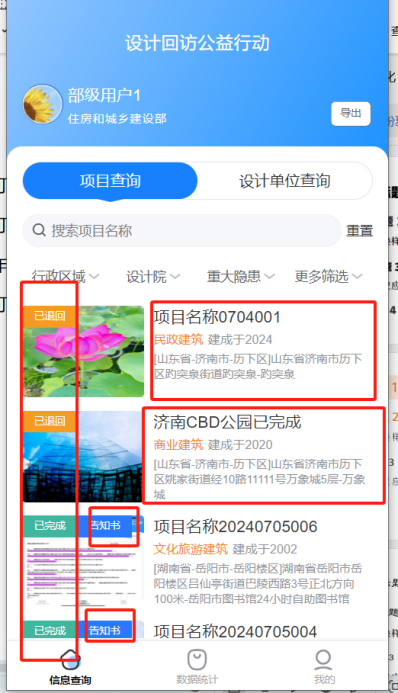 设计回访公益行动
部级用户1
住房和城乡建设部
导出
项目查询
设计单位查询
搜索项目名称
重置
行政区域
设计院
重大隐患
更多筛选
已退回
项目名称0704001
民政建筑 建成于2024
[山东省-济南市-历下区]山东省济南市历下
区趵突泉街道趵突泉-趵突泉
已退回
济南CBD公园已完成
商业建筑 建成于2020
[山东省-济南市-历下区]山东省济南市历下
区姚家街道经10路11111号万象城5层-万象
城
已完成
告知书
项目名称20240705006
文化旅游建筑 建成于2002
[湖南省-岳阳市-岳阳楼区]湖南省岳阳市岳
阳楼区吕仙亭街道巴陵西路3号正北方向
100米-岳阳市图书馆24小时自助图书馆
已完成
告知书
项目名称20240705004
信息查询
数据统计
我的